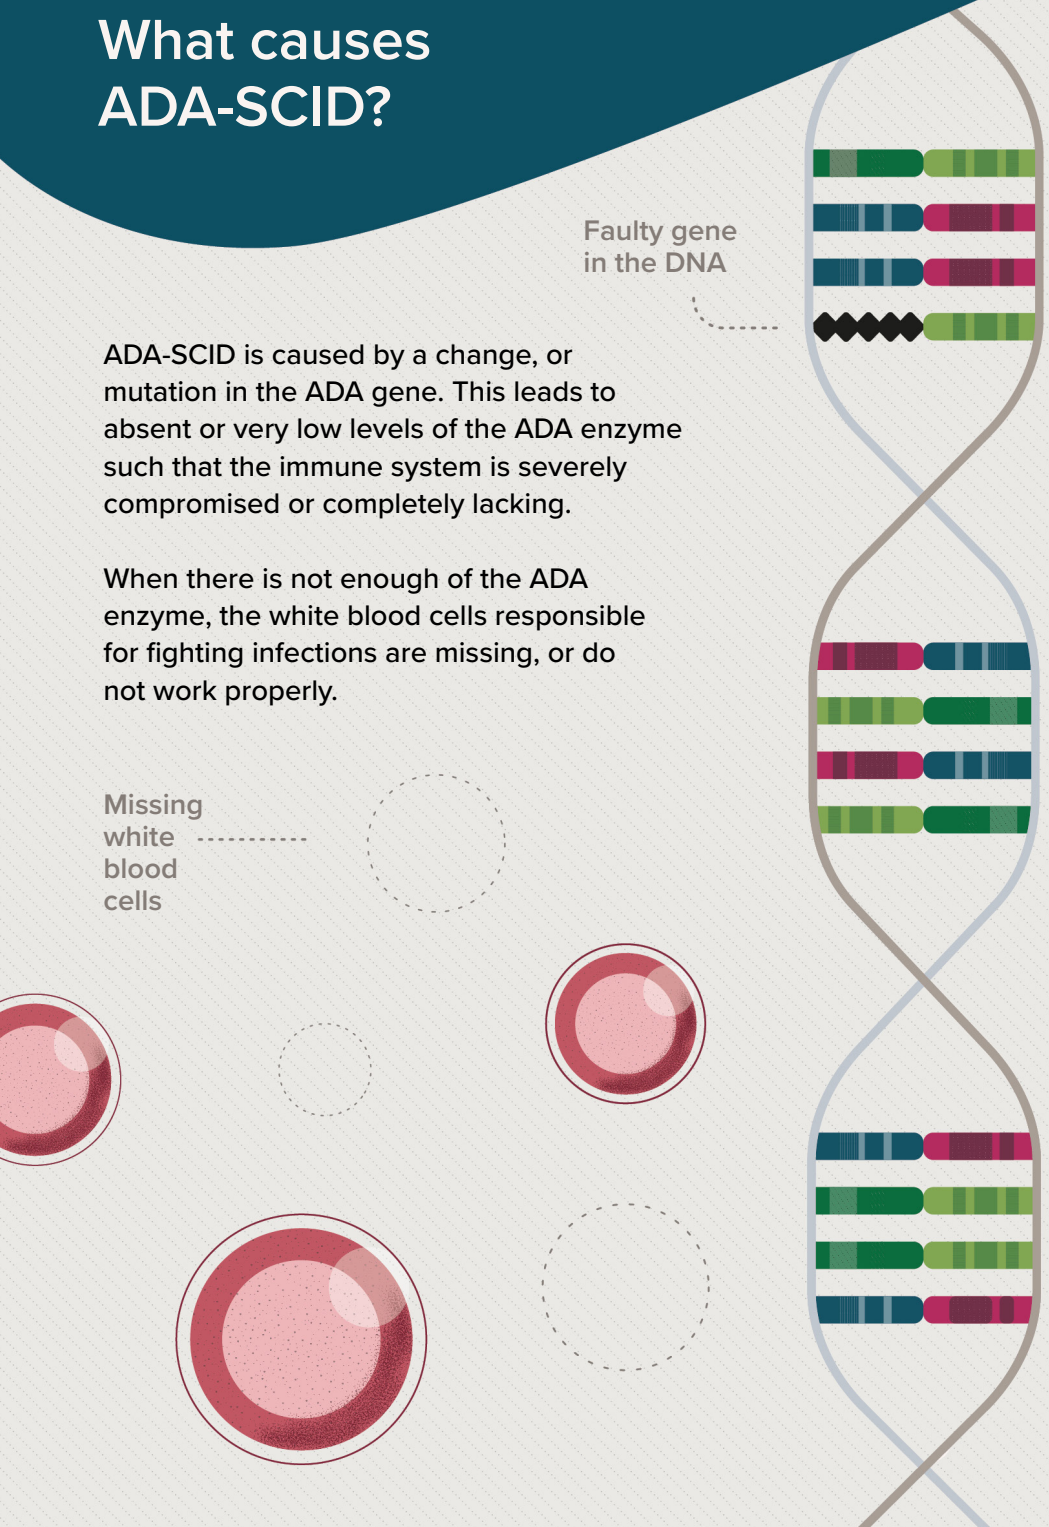 What causes
ADA-SCID?
Faulty gene
in the DNA
ADA-SCID is caused by a change, or
mutation in the ADA gene. This leads to
absent or very low levels of the ADA enzyme
such that the immune system is severely
compromised or completely lacking.
When there is not enough of the ADA
enzyme, the white blood cells responsible
for fighting infections are missing, or do
not work properly.
Missing
white
blood
cells